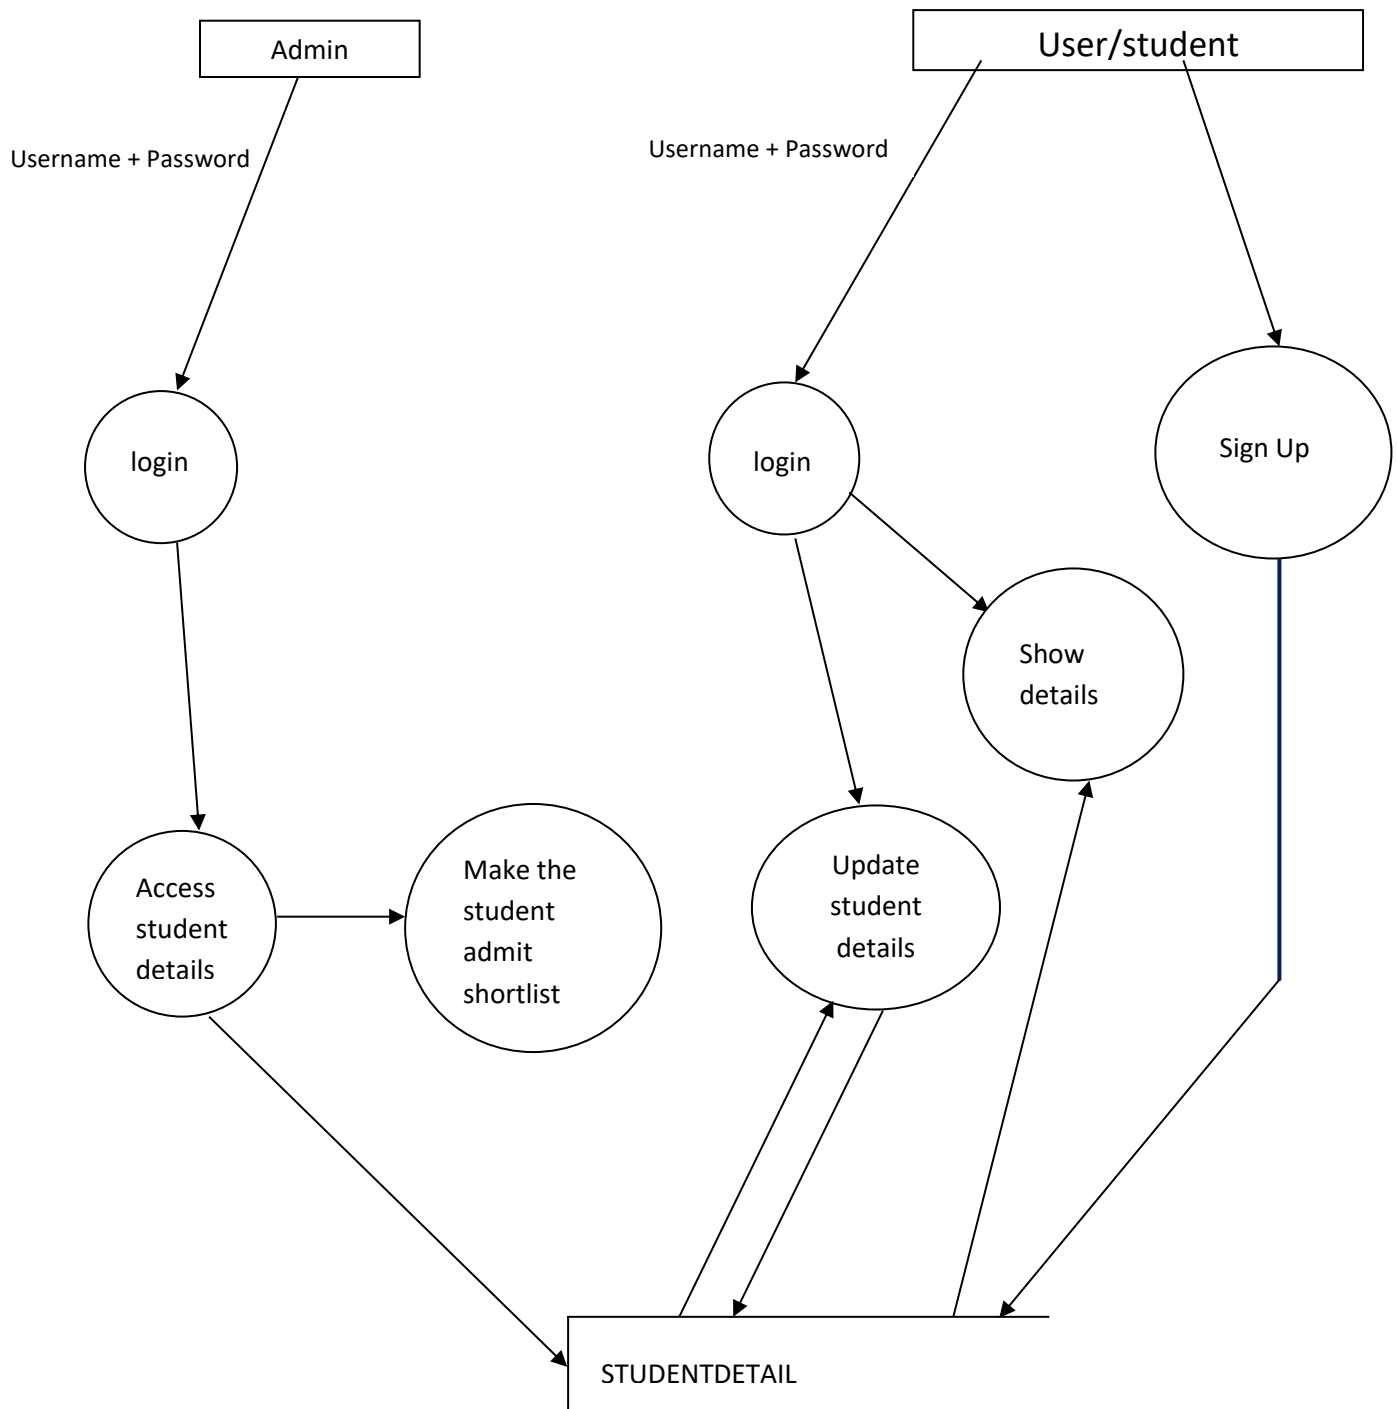 Admin
User/student
Username + Password
Username + Password
login
login
Sign Up
Show
details
Access
student
details
Make the
student
admit
shortlist
Update
student
details
STUDENTDETAIL